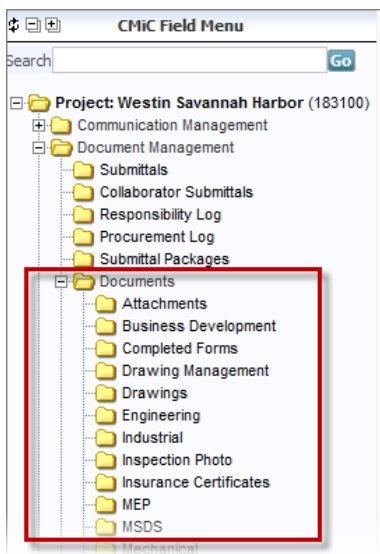 CMiC Field Menu
Search Go
Project: Westin Savannah Harbor (183100)
Communication Management
Document Management
Submittals
Collaborator Submittals
Responsibility Log
Procurement Log
Submittal Packages
Documents
Attachments
Business Development
Completed Forms
Drawing Management
Drawings
Engineering
Industrial
Inspection Photo
Insurance Certificates
MEP
MSDS
Mechanical